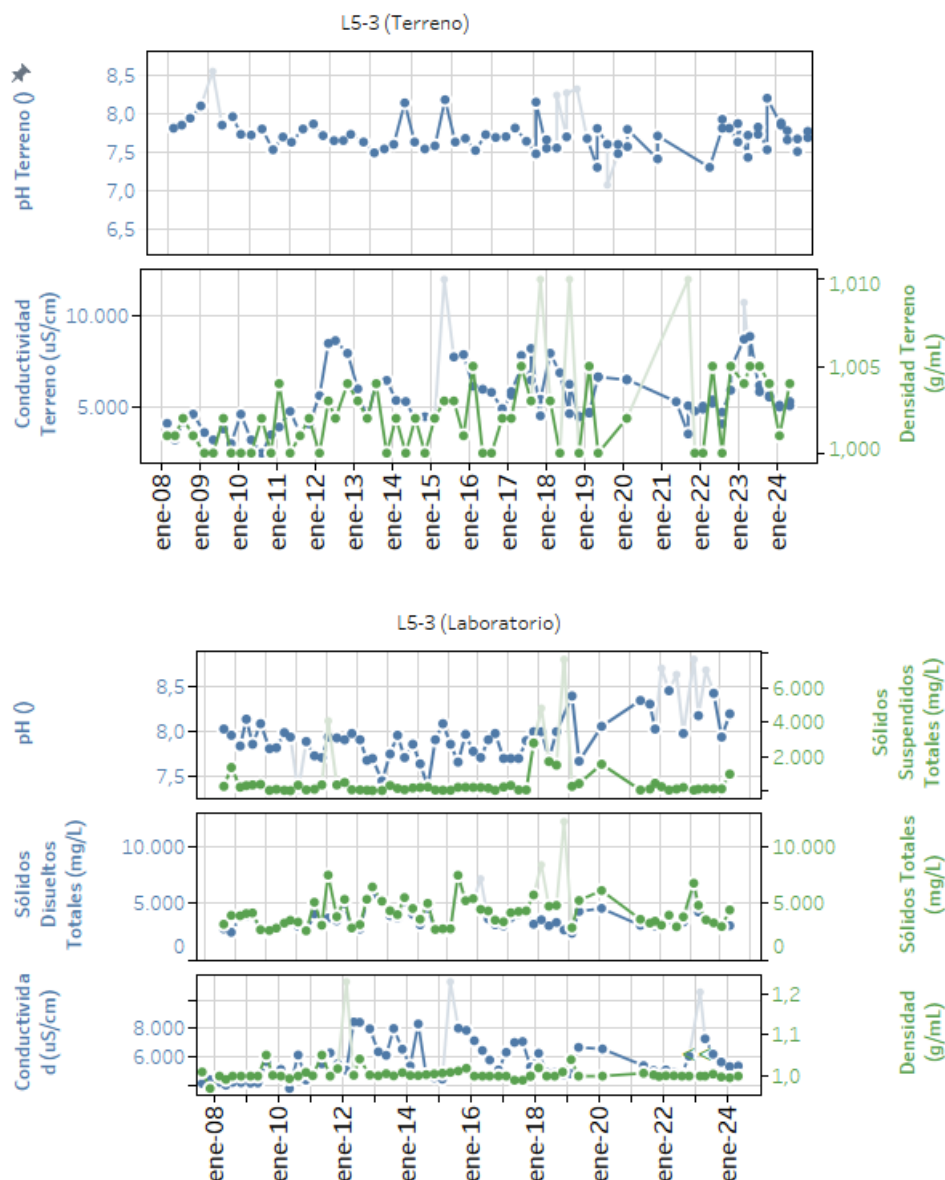 L5-3 (Terreno)
pH Terreno ()
8,5
8,0
7,5
7,0
6,5
Conductividad
Terreno (uS/cm)
10.000
5.000
1,010
1,005
1,000
Densidad Terreno
(g/mL)
ene-08
ene-09
ene-10
ene-11
ene-12
ene-13
ene-14
ene-15
ene-16
ene-17
ene-18
ene-19
ene-20
ene-21
ene-22
ene-23
ene-24
L5-3 (Laboratorio)
pH ()
8,5
8,0
7,5
6.000
4.000
2.000
Sólidos
Suspendidos
Totales (mg/L)
Sólidos
Disueltos
Totales (mg/L)
10.000
5.000
0
10.000
5.000
0
Sólidos Totales
(mg/L)
Conductivida
d (uS/cm)
8.000
6.000
1,2
1,1
1,0
Densidad
(g/mL)
ene-08
ene-10
ene-12
ene-14
ene-16
ene-18
ene-20
ene-22
ene-24